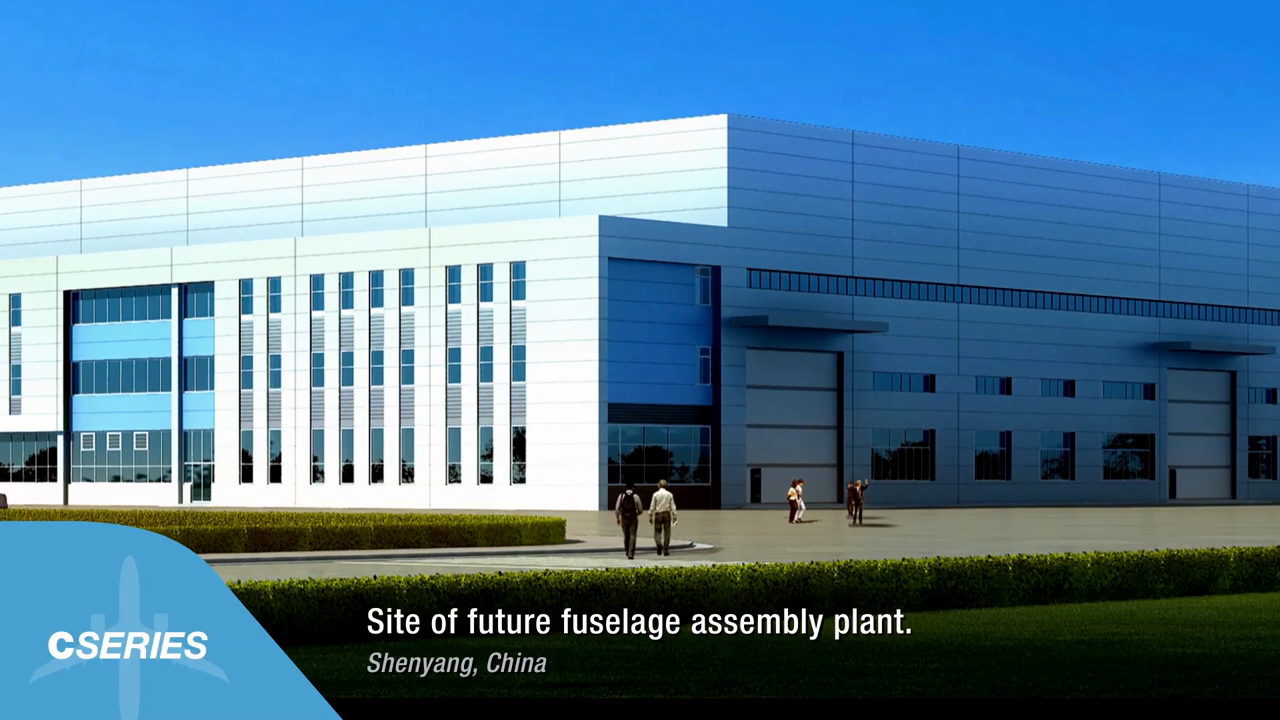 Site of future fuselage assembly plant.
Shenyang, China
CSERIES